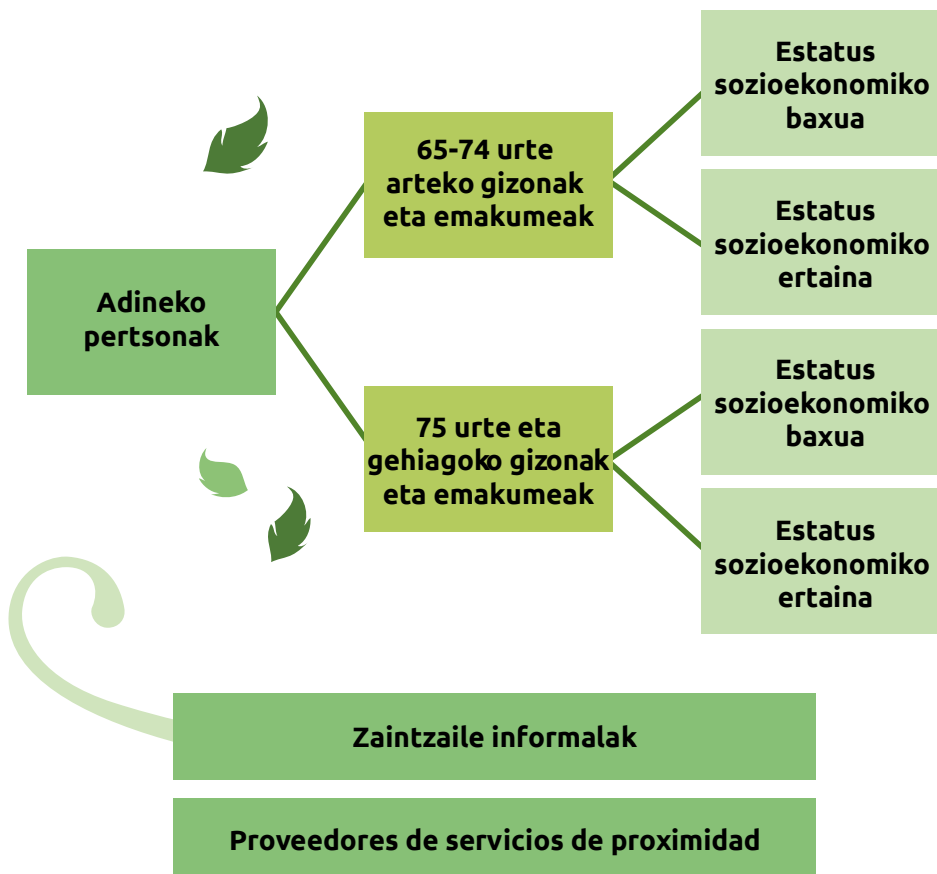 Adineko
pertsonak
65-74 urte
arteko gizonak
eta emakumeak
Estatus
sozioekonomiko
baxua
Estatus
sozioekonomiko
ertaina
75 urte eta
gehiagoko gizonak
eta emakumeak
Estatus
sozioekonomiko
baxua
Estatus
sozioekonomiko
ertaina
Zaintzaile informalak
Proveedores de servicios de proximidad